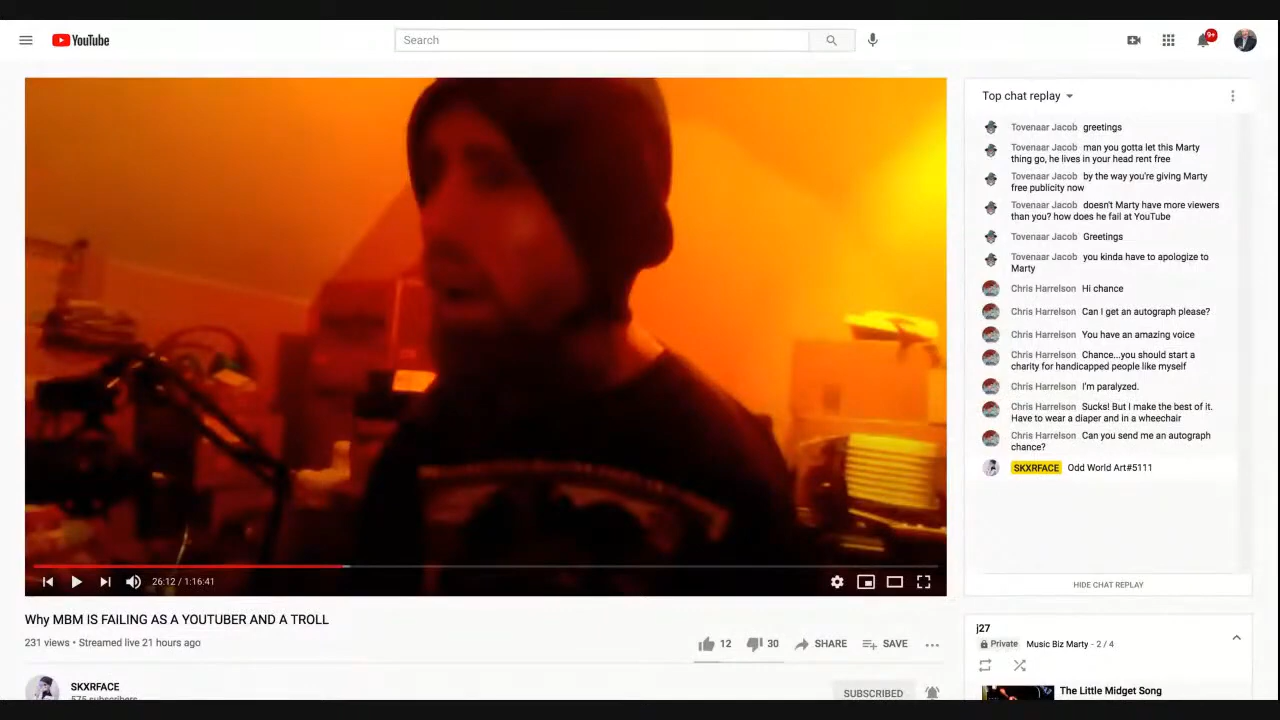 YouTube
Search
9+
Top chat replay
Tovenaar Jacob greetings
Tovenaar Jacob man you gotta let this Marty
thing go, he lives in your head rent free
Tovenaar Jacob by the way you're giving Marty
free publicity now
Tovenaar Jacob doesn't Marty have more viewers
than you? how does he fail at YouTube
Tovenaar Jacob Greetings
Tovenaar Jacob you kinda have to apologize to
Marty
Chris Harrelson Hi chance
Chris Harrelson Can I get an autograph please?
Chris Harrelson You have an amazing voice
Chris Harrelson Chance...you should start a
charity for handicapped people like myself
Chris Harrelson I'm paralyzed.
Chris Harrelson Sucks! But I make the best of it.
Have to wear a diaper and in a wheechair
Chris Harrelson Can you send me an autograph
chance?
SKXRFACE Odd World Art#5111
HIDE CHAT REPLAY
26:12 / 1:16:41
Why MBM IS FAILING AS A YOUTUBER AND A TROLL
231 views • Streamed live 21 hours ago
12
30
SHARE
SAVE
SKXRFACE
575 subscribers
SUBSCRIBED
j27
Private Music Biz Marty - 2 / 4
The Little Midget Song